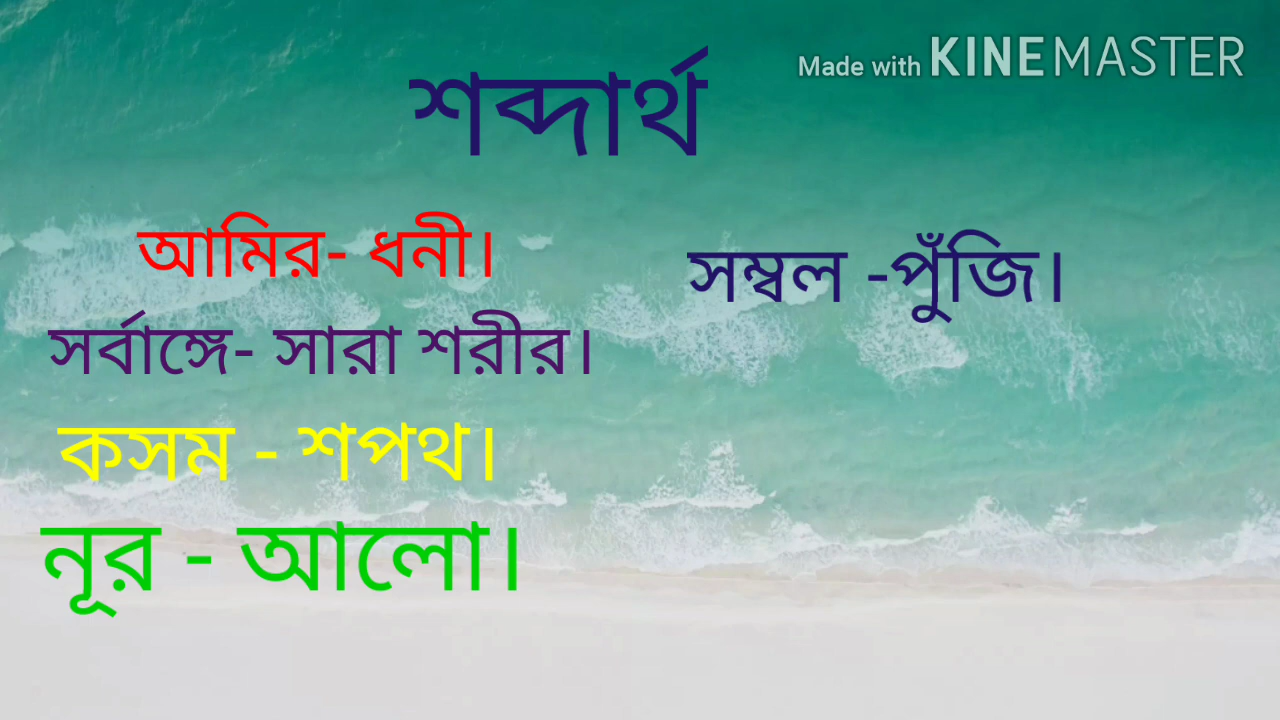 Made with KINEMASTER
শব্দার্থ
আমির- ধনী।
সম্বল -পুঁজি।
সর্বাঙ্গে- সারা শরীর।
কসম - শপথ।
নূর - আলো।